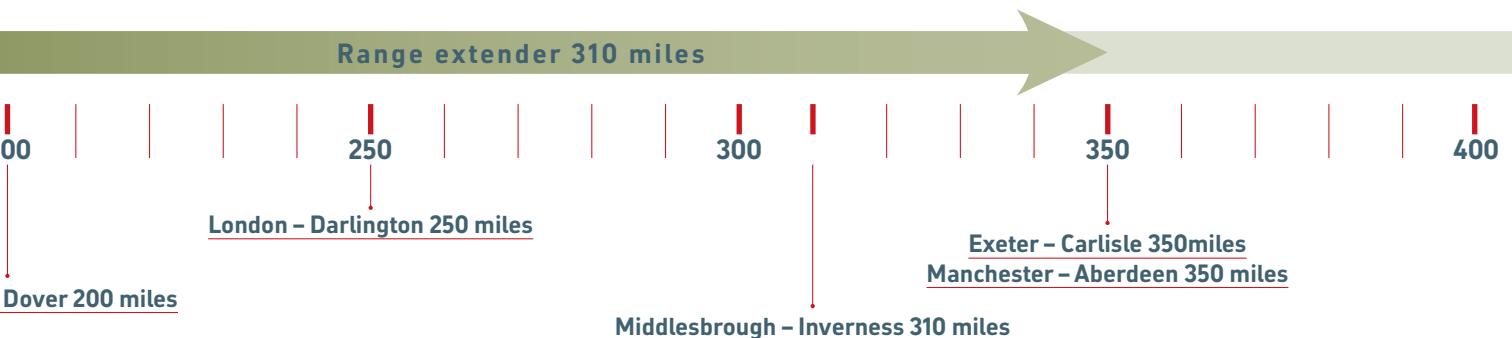 Range extender 310 miles
00 250 300 350 400
London – Darlington 250 miles
Exeter – Carlisle 350miles
Manchester – Aberdeen 350 miles
Dover 200 miles
Middlesbrough – Inverness 310 miles